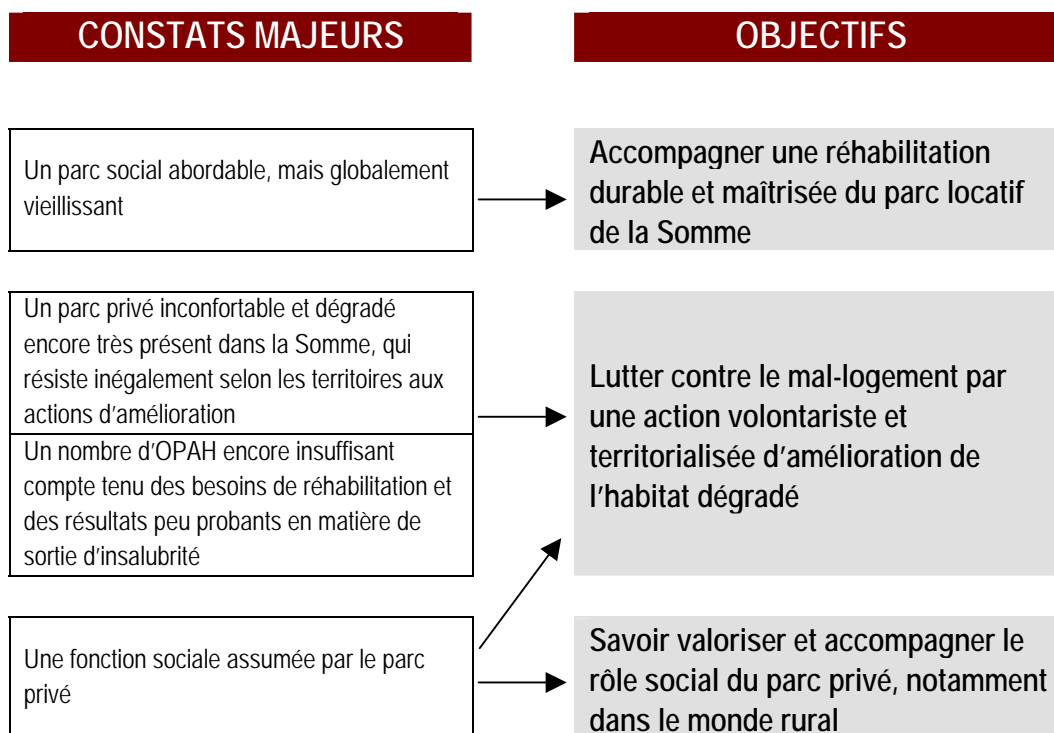 CONSTATS MAJEURS
OBJECTIFS
Un parc social abordable, mais globalement
vieillissant
Accompagner une réhabilitation
durable et maîtrisée du parc locatif
de la Somme
Un parc privé inconfortable et dégradé
encore très présent dans la Somme, qui
résiste inégalement selon les territoires aux
actions d'amélioration
Un nombre d'OPAH encore insuffisant
compte tenu des besoins de réhabilitation et
des résultats peu probants en matière de
sortie d'insalubrité
Lutter contre le mal-logement par
une action volontariste et
territorialisée d'amélioration de
l'habitat dégradé
Une fonction sociale assumée par le parc
privé
Savoir valoriser et accompagner le
rôle social du parc privé, notamment
dans le monde rural